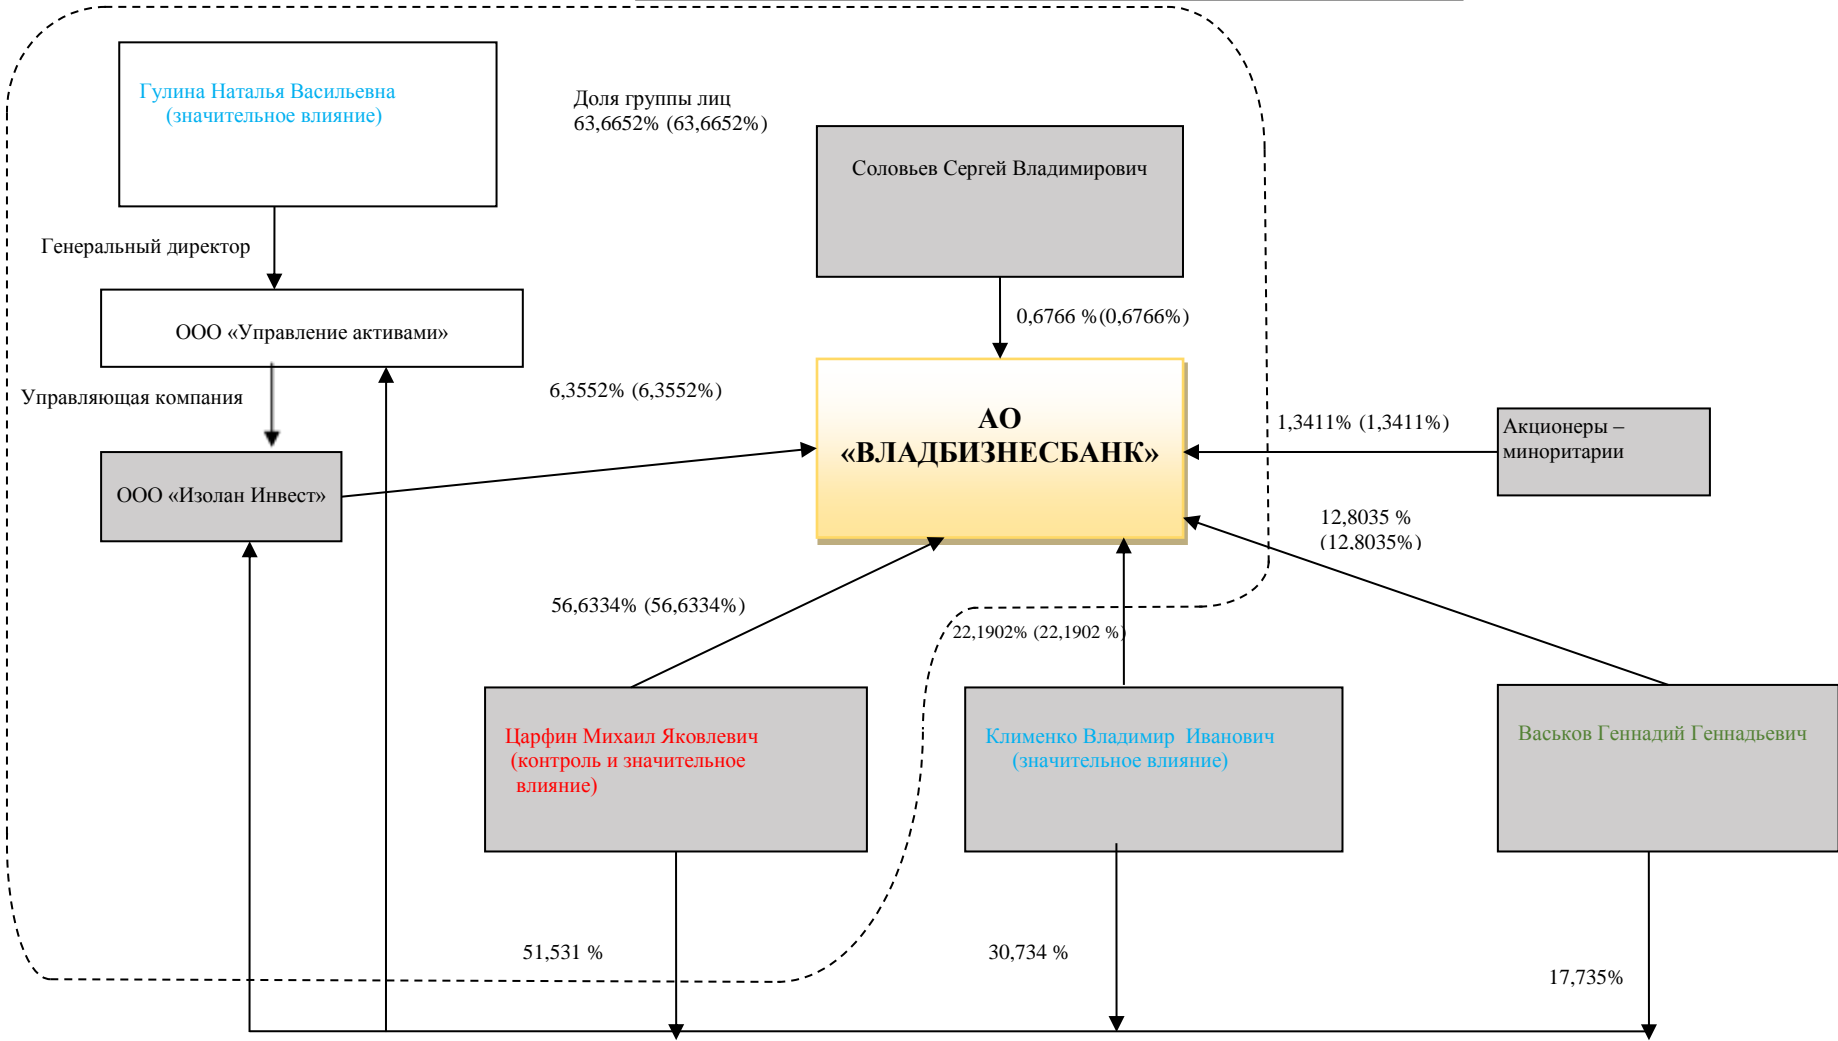 Гулина Наталья Васильевна
(значительное влияние)
Доля группы лиц
63,6652% (63,6652%)
Соловьев Сергей Владимирович
Генеральный директор
0,6766 %(0,6766%)
ООО «Управление активами»
Управляющая компания
6,3552% (6,3552%)
АО
«ВЛАДБИЗНЕСБАНК»
1,3411% (1,3411%)
Акционеры –
миноритарии
ООО «Изолан Инвест»
12,8035 %
(12,8035%)
56,6334% (56,6334%)
22,1902% (22,1902 %)
Царфин Михаил Яковлевич
(контроль и значительное
влияние)
Клименко Владимир Иванович
(значительное влияние)
Васьков Геннадий Геннадьевич
51,531 %
30,734 %
17,735%